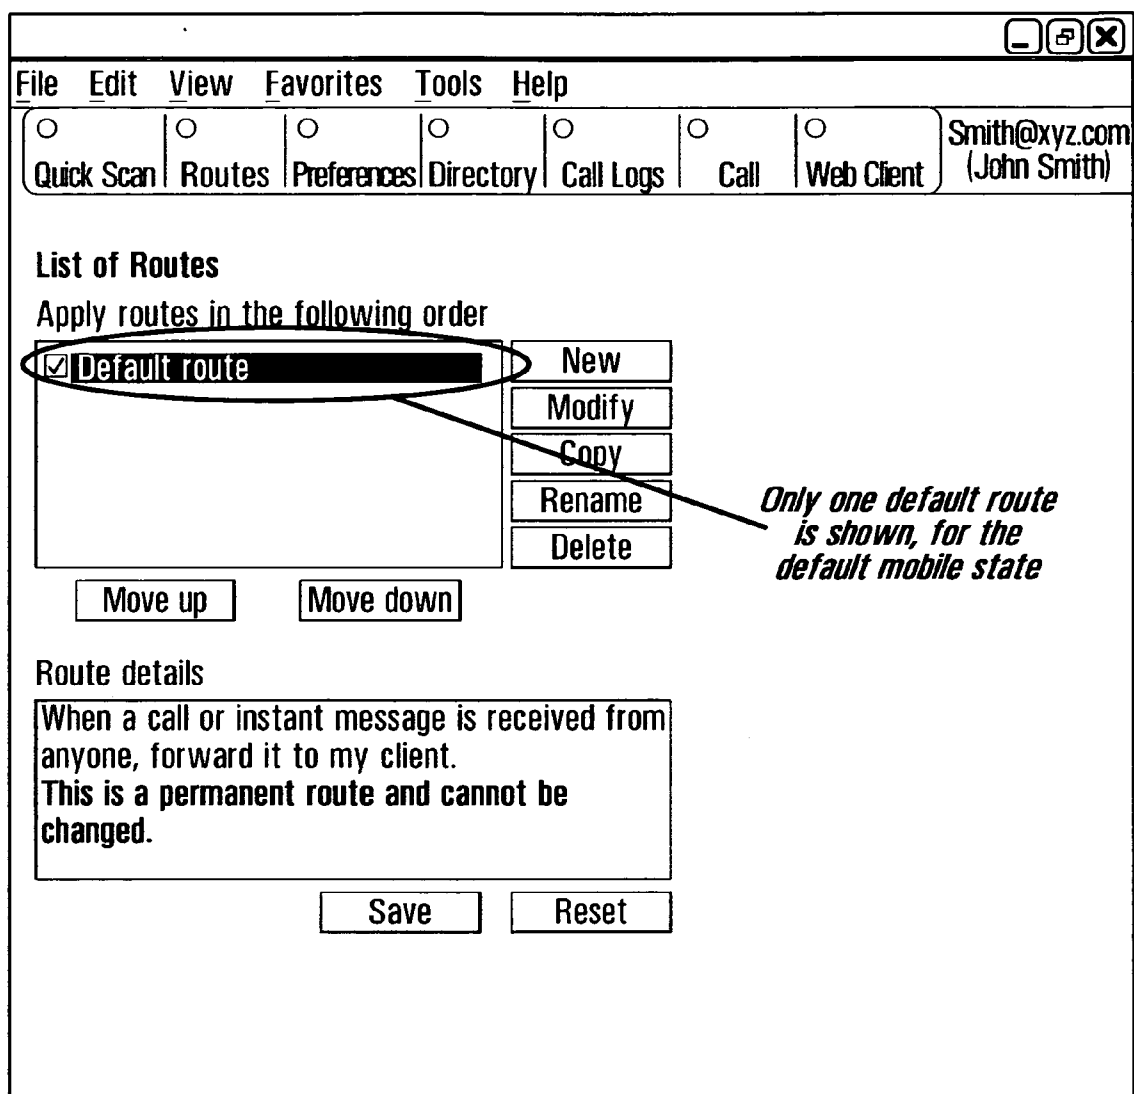 File Edit View Favorites Tools Help
Quick Scan Routes Preferences Directory Call Logs Call Web Client
Smith@xyz.com
(John Smith)
List of Routes
Apply routes in the following order
Default route
New
Modify
Copy
Rename
Delete
Only one default route
is shown, for the
default mobile state
Move up Move down
Route details
When a call or instant message is received from
anyone, forward it to my client.
This is a permanent route and cannot be
changed.
Save Reset